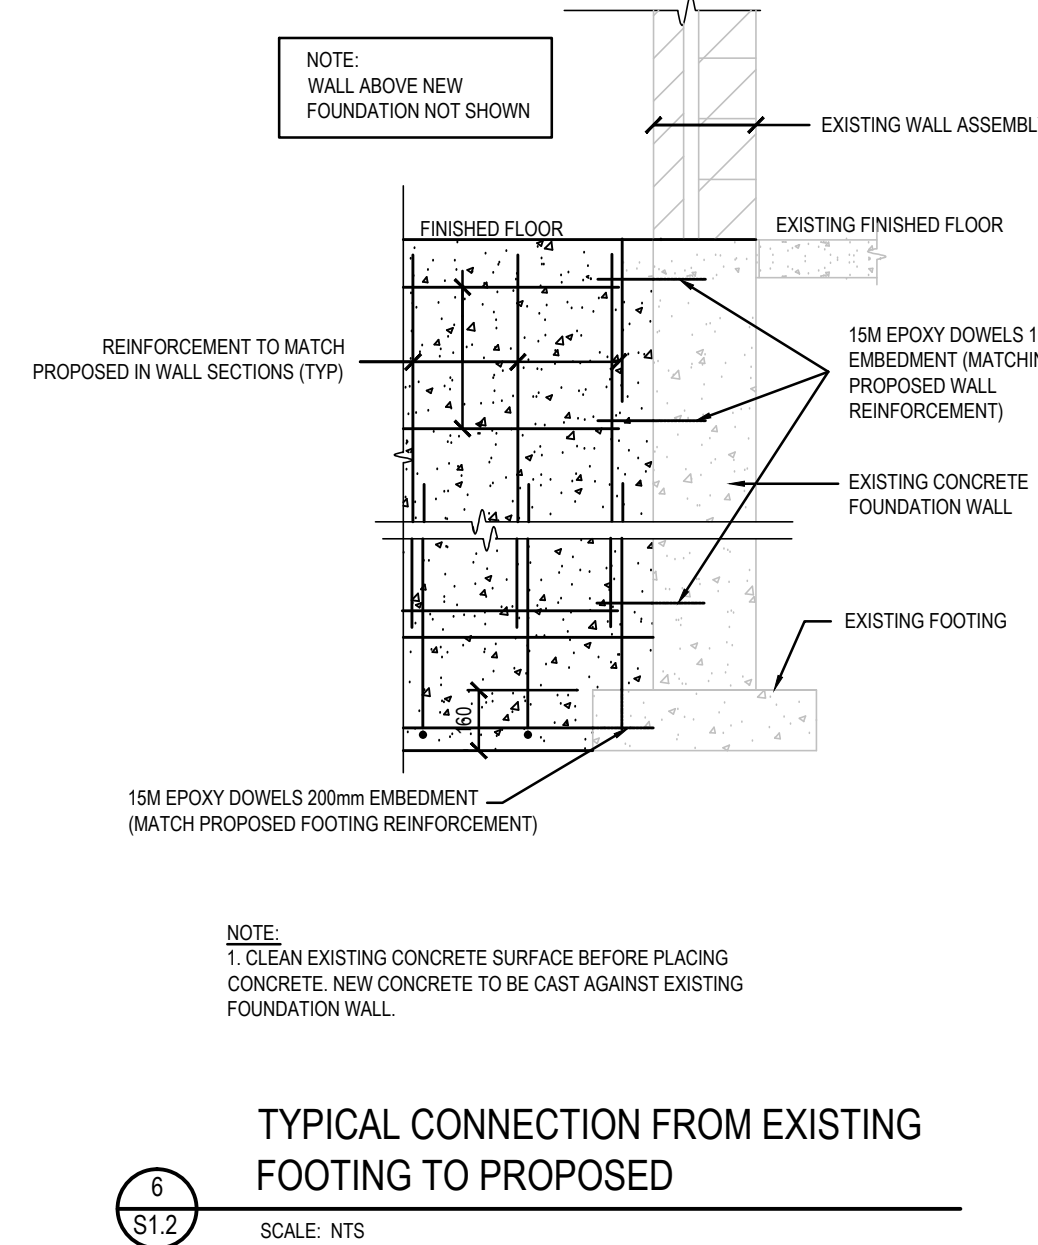 NOTE:
WALL ABOVE NEW
FOUNDATION NOT SHOWN
EXISTING WALL ASSEMBL
FINISHED FLOOR
EXISTING FINISHED FLOOR
REINFORCEMENT TO MATCH
PROPOSED IN WALL SECTIONS (TYP)
15M EPOXY DOWELS 1
EMBEDMENT (MATCHIN
PROPOSED WALL
REINFORCEMENT)
EXISTING CONCRETE
FOUNDATION WALL
EXISTING FOOTING
160
15M EPOXY DOWELS 200mm EMBEDMENT
(MATCH PROPOSED FOOTING REINFORCEMENT)
NOTE:
1. CLEAN EXISTING CONCRETE SURFACE BEFORE PLACING
CONCRETE. NEW CONCRETE TO BE CAST AGAINST EXISTING
FOUNDATION WALL.
TYPICAL CONNECTION FROM EXISTING
FOOTING TO PROPOSED
6
S1.2
SCALE: NTS